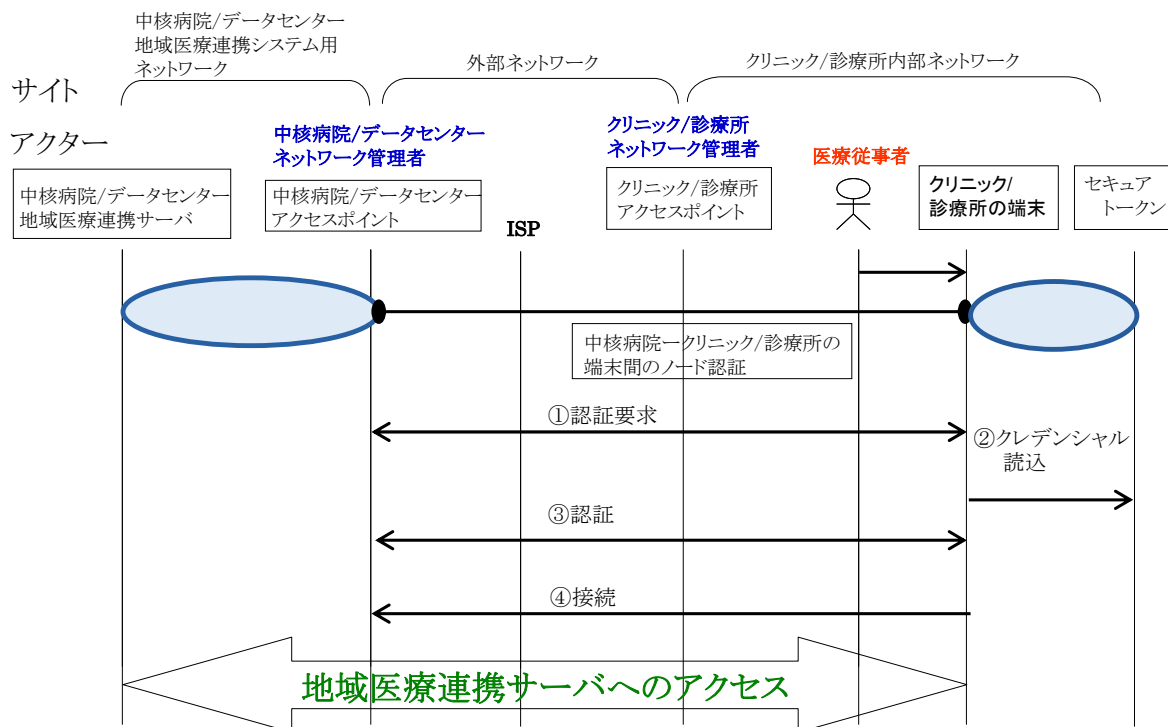 中核病院/データセンター
地域医療連携システム用
ネットワーク
外部ネットワーク
クリニック/診療所内部ネットワーク
サイト
アクター
中核病院/データセンター
ネットワーク管理者
クリニック/診療所
ネットワーク管理者
医療従事者
中核病院/データセンター
地域医療連携サーバ
中核病院/データセンター
アクセスポイント
ISP
クリニック/診療所
アクセスポイント
クリニック/
診療所の端末
セキュア
トークン
中核病院ークリニック/診療所の
端末間のノード認証
①認証要求
②クレデンシャル
読込
③認証
④接続
地域医療連携サーバへのアクセス